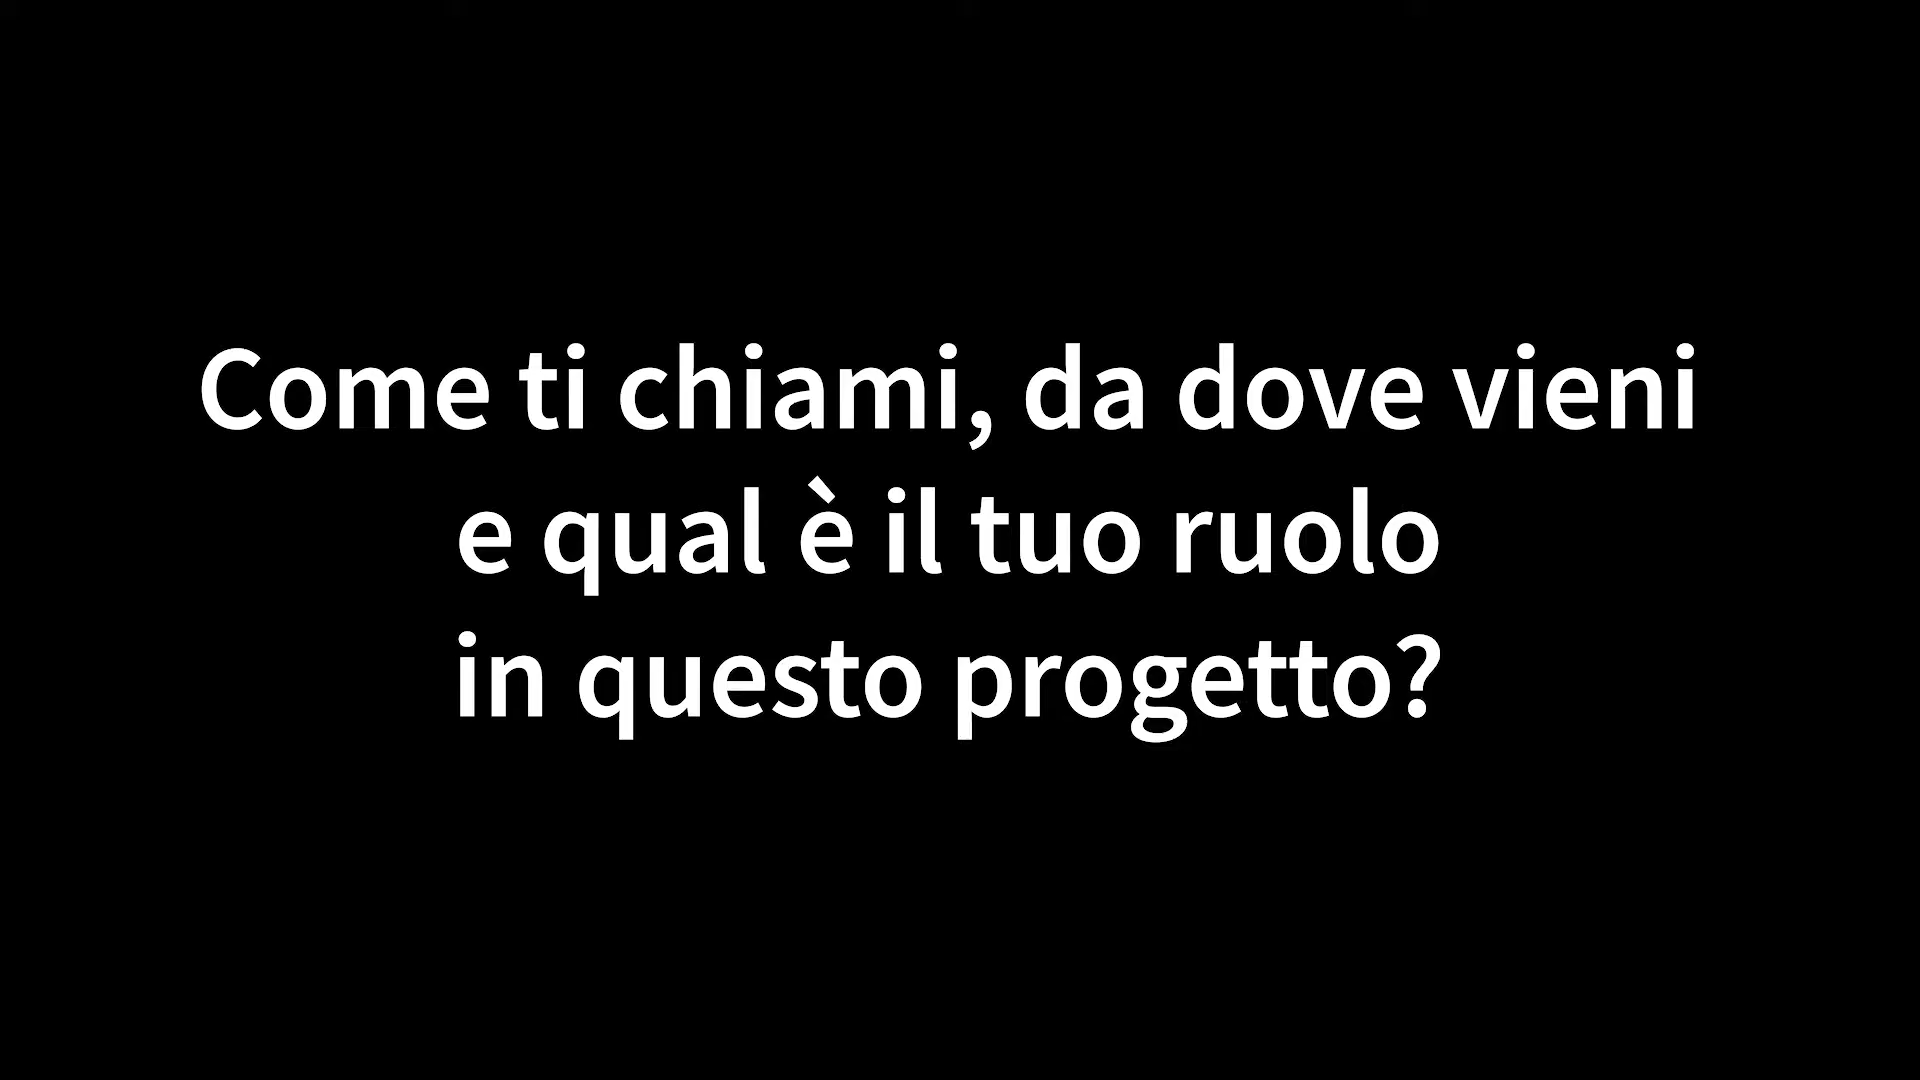 Come ti chiami, da dove vieni
e qual è il tuo ruolo
in questo progetto?